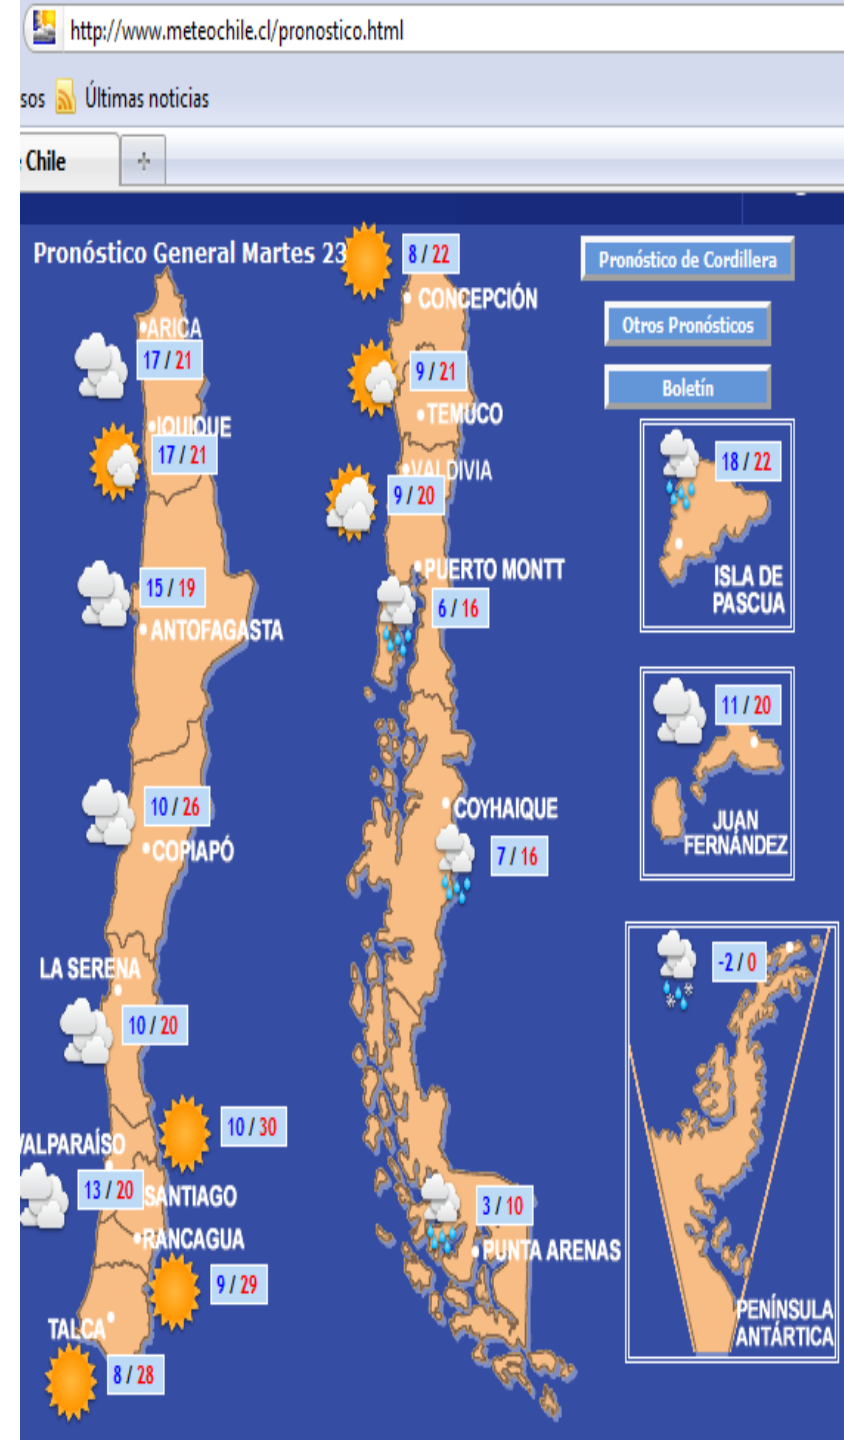 http://www.meteochile.cl/pronostico.html
sos Últimas noticias
Chile
Pronóstico General Martes 23
8 / 22
CONCEPCIÓN
Pronóstico de Cordillera
Otros Pronósticos
Boletín
ARICA
17 / 21
IQUIQUE
17 / 21
15 / 19
ANTOFAGASTA
10 / 26
COPIAPÓ
LA SERENA
10 / 20
10 / 30
VALPARAÍSO
13 / 20
SANTIAGO
RANCAGUA
9 / 29
TALCA
8 / 28
9 / 21
TEMUCO
VALDIVIA
9 / 20
PUERTO MONTT
6 / 16
COYHAIQUE
7 / 16
3 / 10
PUNTA ARENAS
18 / 22
ISLA DE
PASCUA
11 / 20
JUAN
FERNÁNDEZ
-2 / 0
PENÍNSULA
ANTÁRTICA